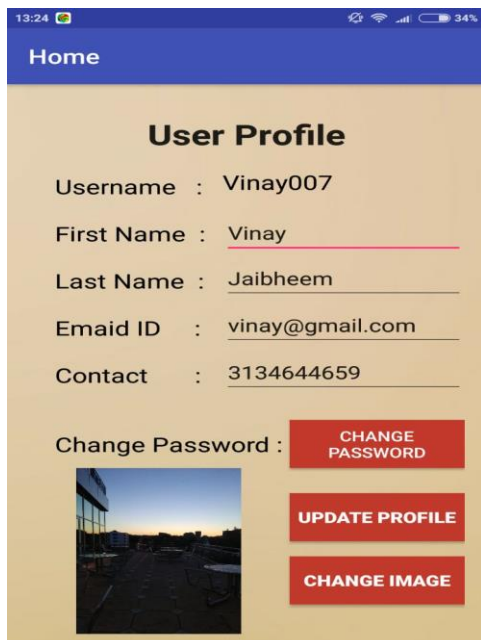 13:24 34%
Home
User Profile
Username : Vinay007
First Name : Vinay
Last Name : Jaibheem
Emaid ID : vinay@gmail.com
Contact : 3134644659
Change Password : CHANGE
PASSWORD
UPDATE PROFILE
CHANGE IMAGE